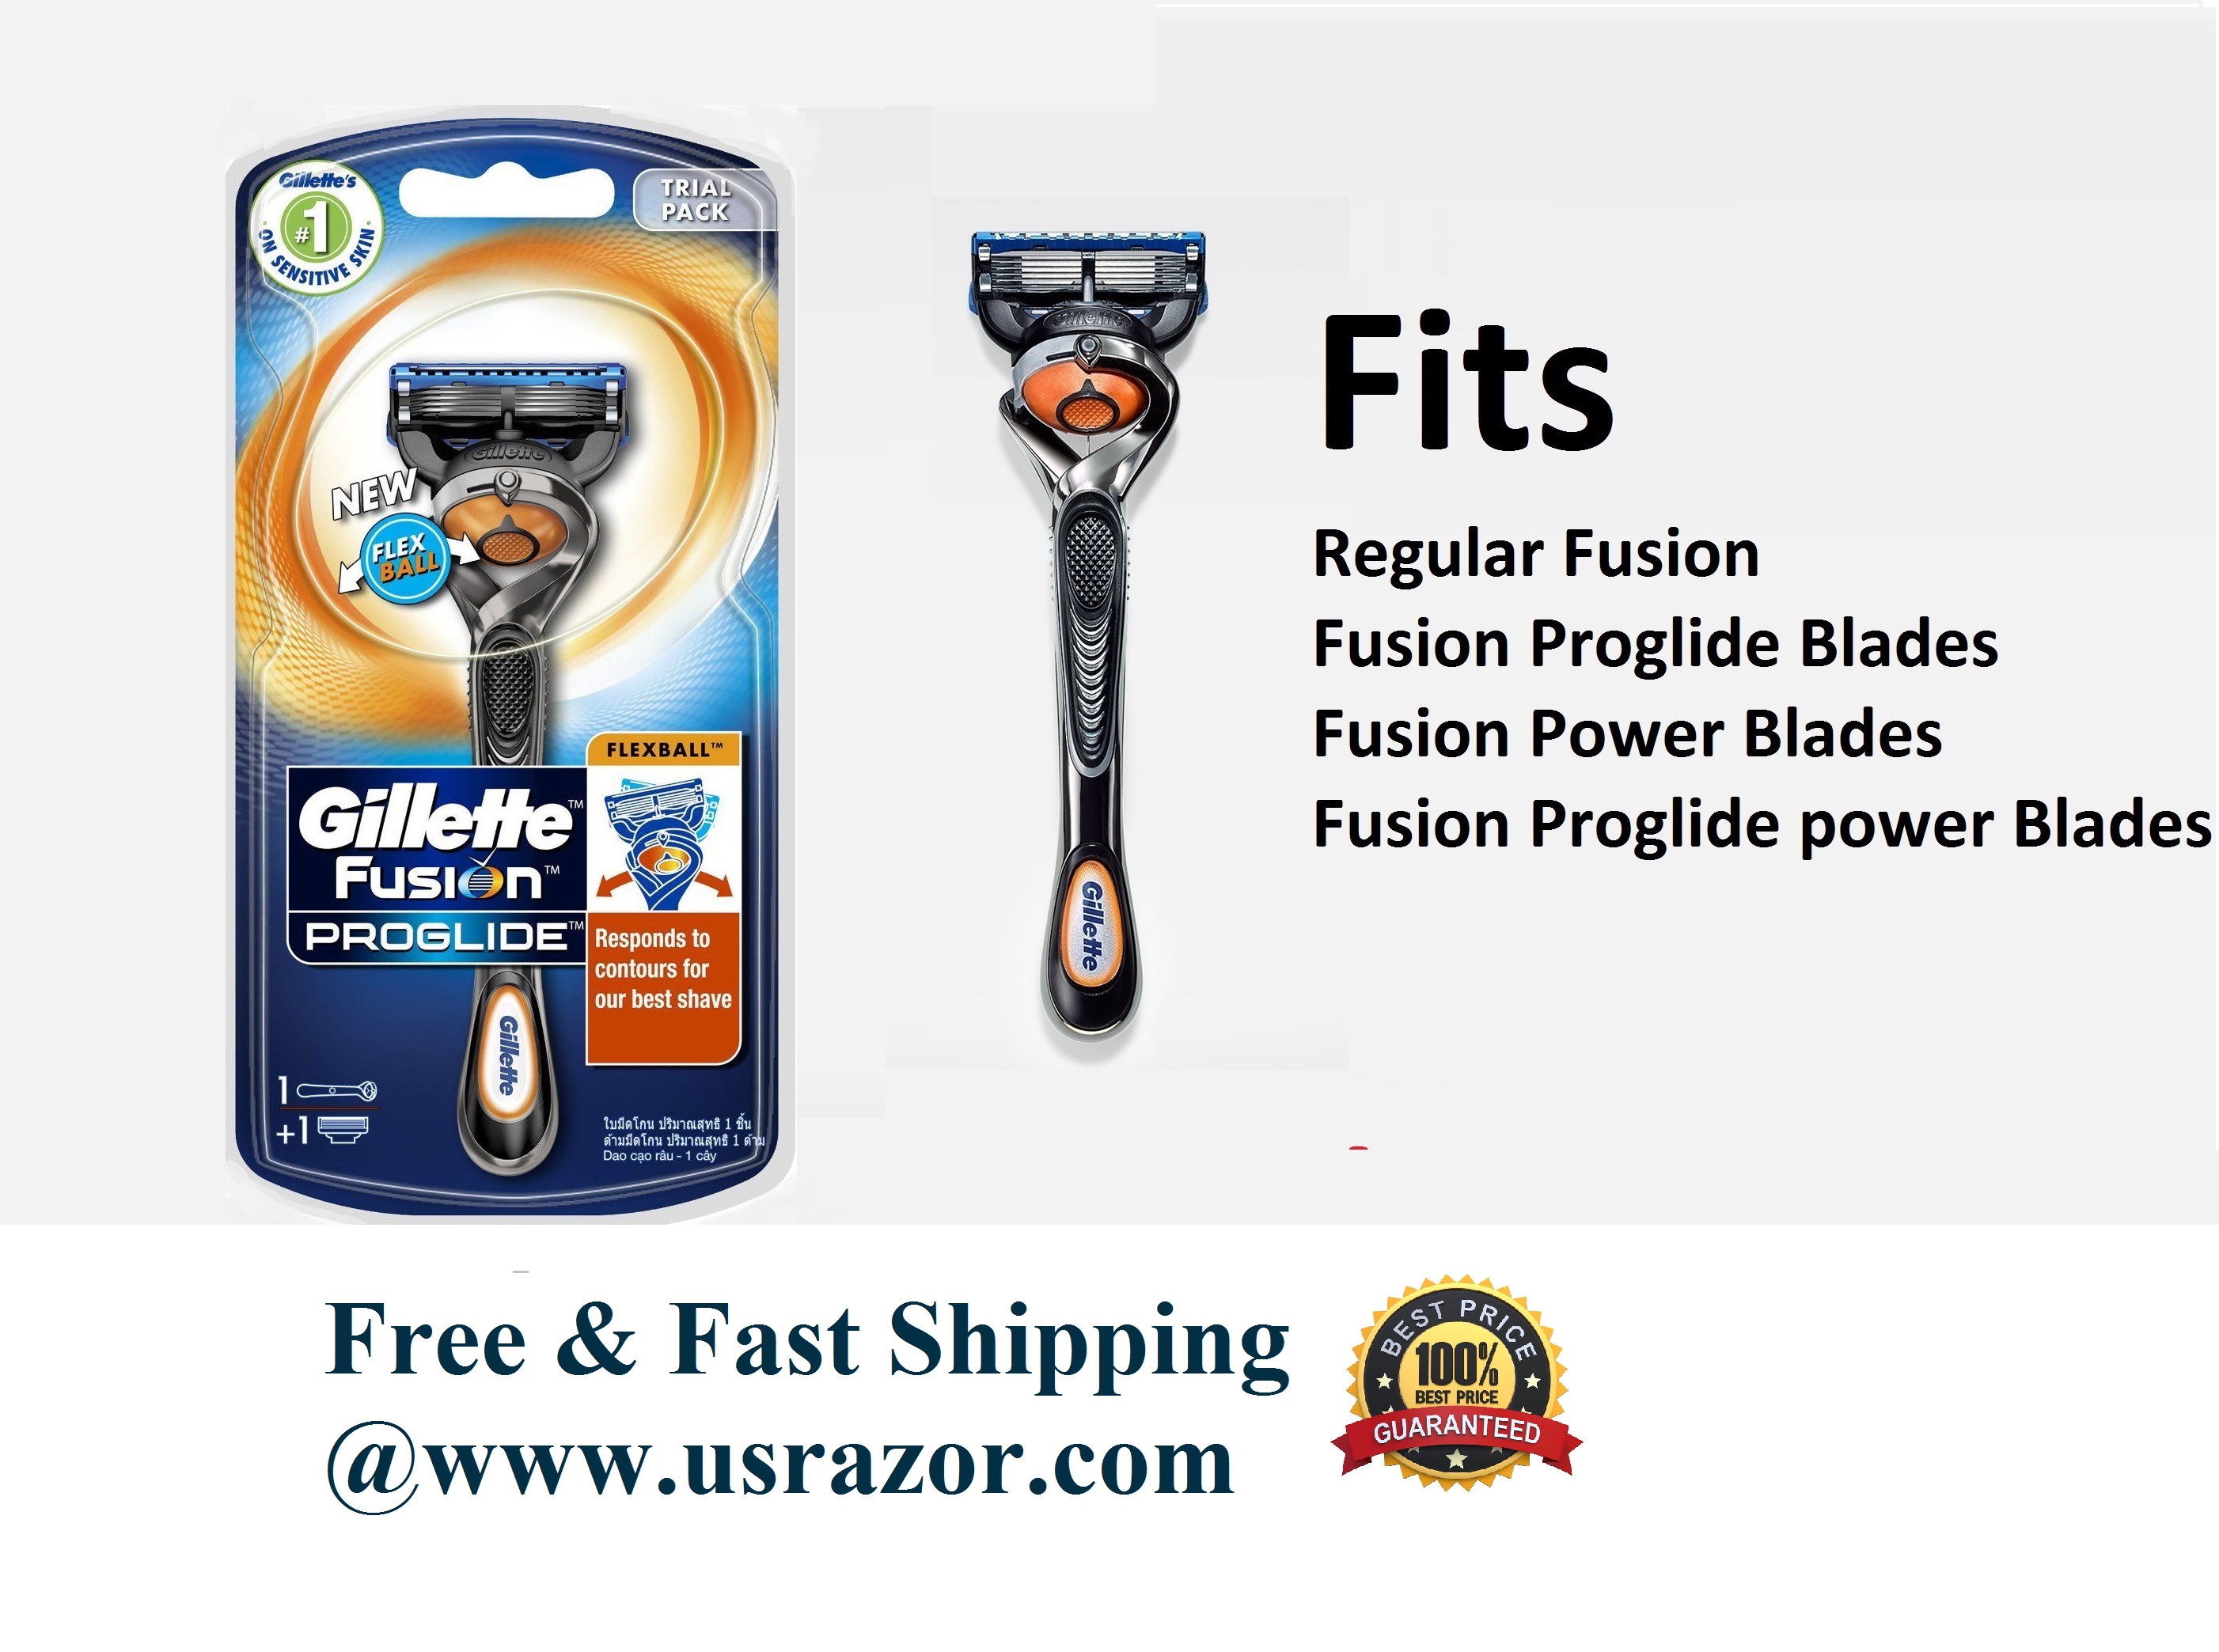 Gillette's
#1
ON SENSITIVE SKIN
TRIAL
PACK
Gillette
NEW
FLEX
BALL
FLEXBALL™
Gillette™
Fusion™
PROGLIDE™
Responds to
contours for
our best shave
Gillette
1
+1
ใบมีดโกน ปริมาณสุทธิ 1 ชิ้น
ด้ามมีดโกน ปริมาณสุทธิ 1 ด้าม
Dao cạo râu - 1 cây
Gillette
Gillette
Fits
Regular Fusion
Fusion Proglide Blades
Fusion Power Blades
Fusion Proglide power Blades
Free & Fast Shipping
@www.usrazor.com
BEST PRICE
100%
BEST PRICE
GUARANTEED